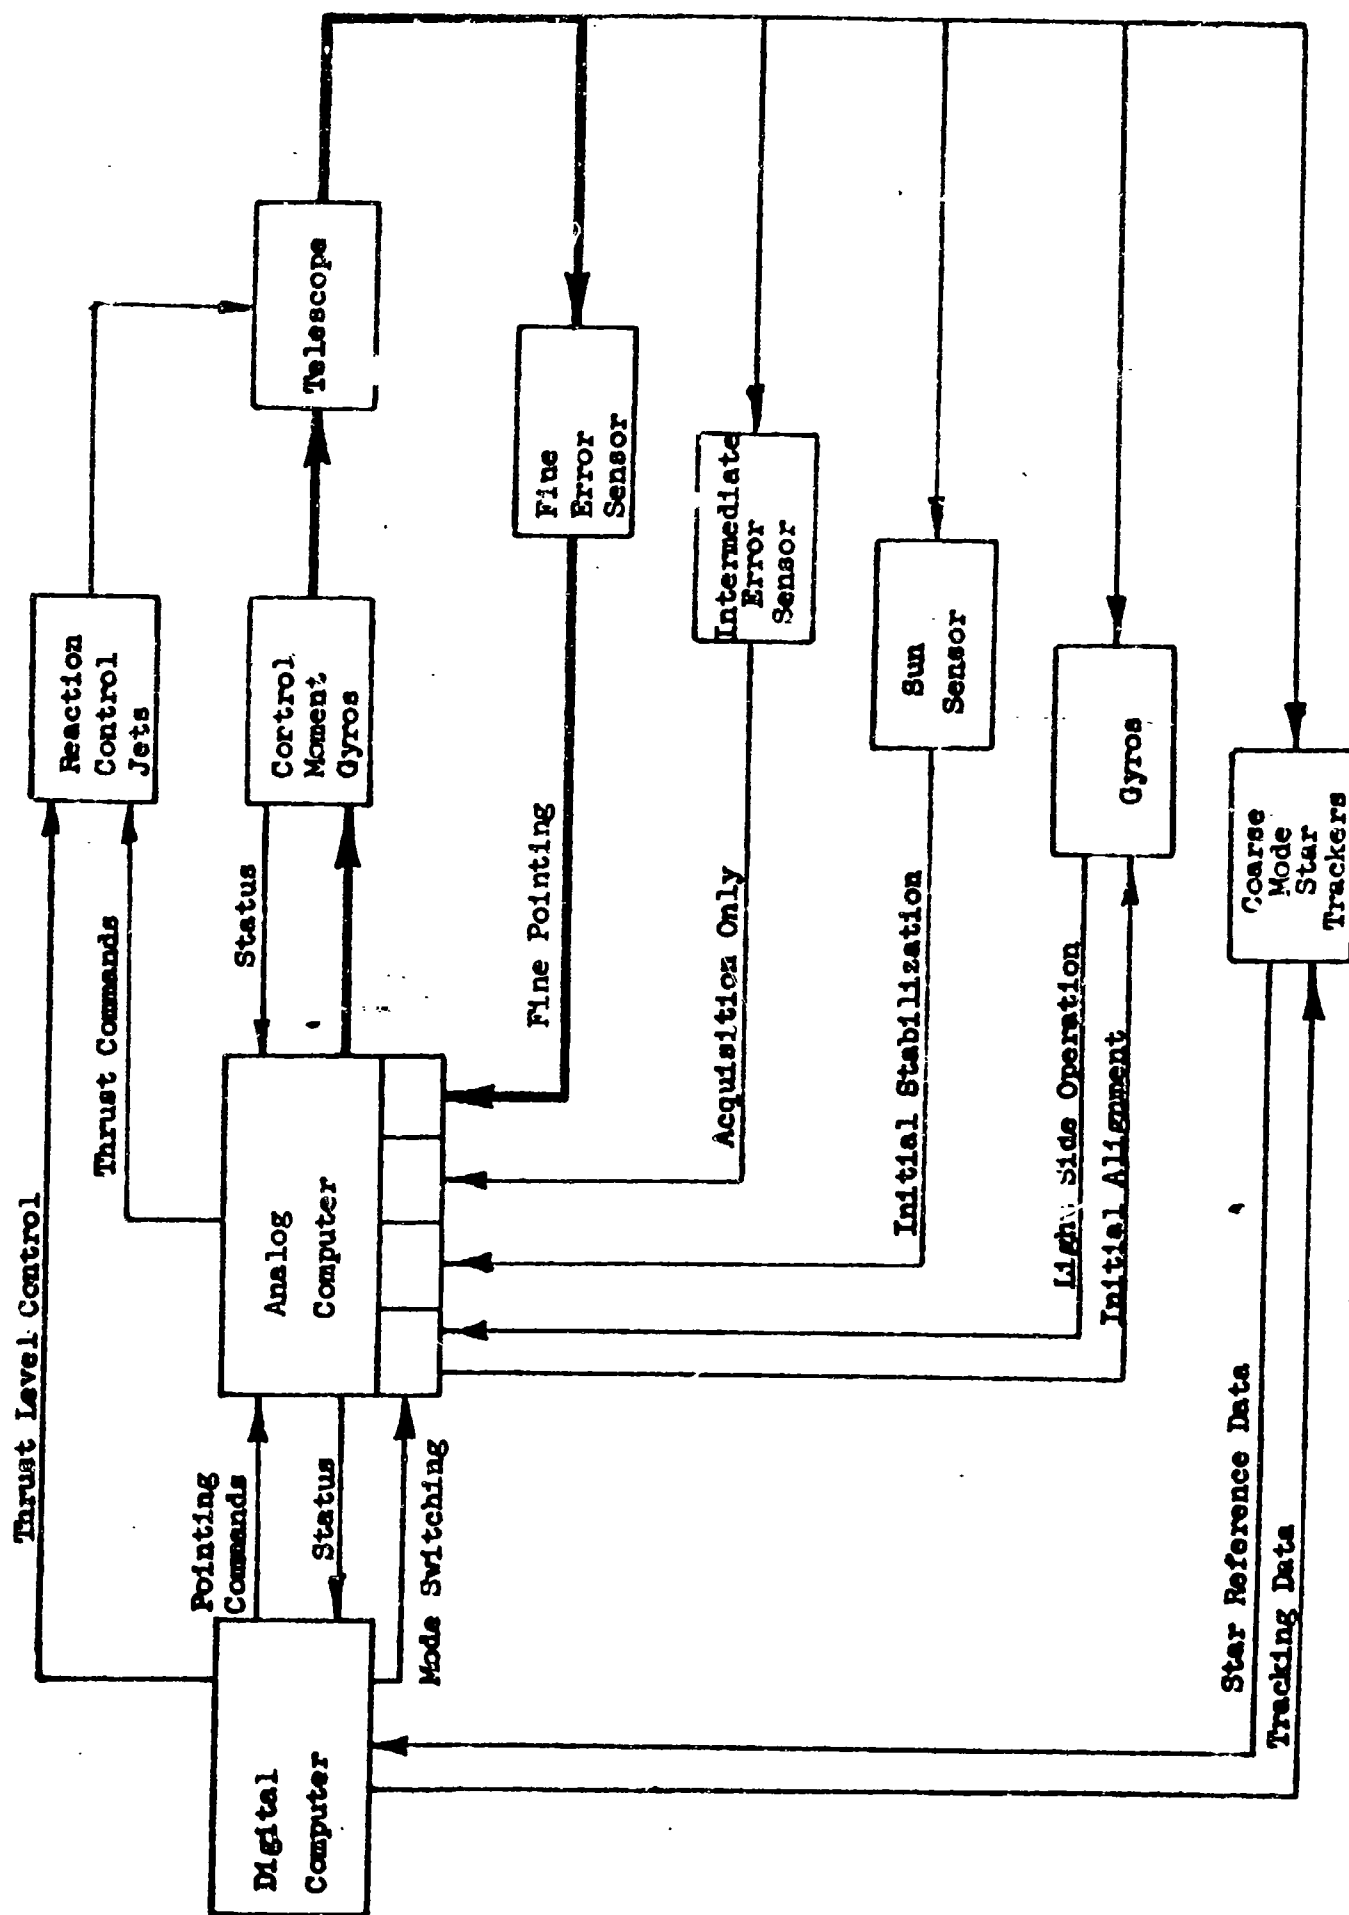 Thrust Level Control
Thrust Commands
Reaction
Control
Jets
Pointing
Commands
Status
Mode Switching
Digital
Computer
Analog
Computer
Status
Cortrol
Moment
Gyros
Telescope
Fine Pointing
Fine
Error
Sensor
Acquisition Only
Intermediate
Error
Sensor
Initial Stabilization
Sun
Sensor
Light Side Operation
Initial Alignment
Gyros
Star Reference Data
Tracking Data
Coarse
Mode
Star
Trackers